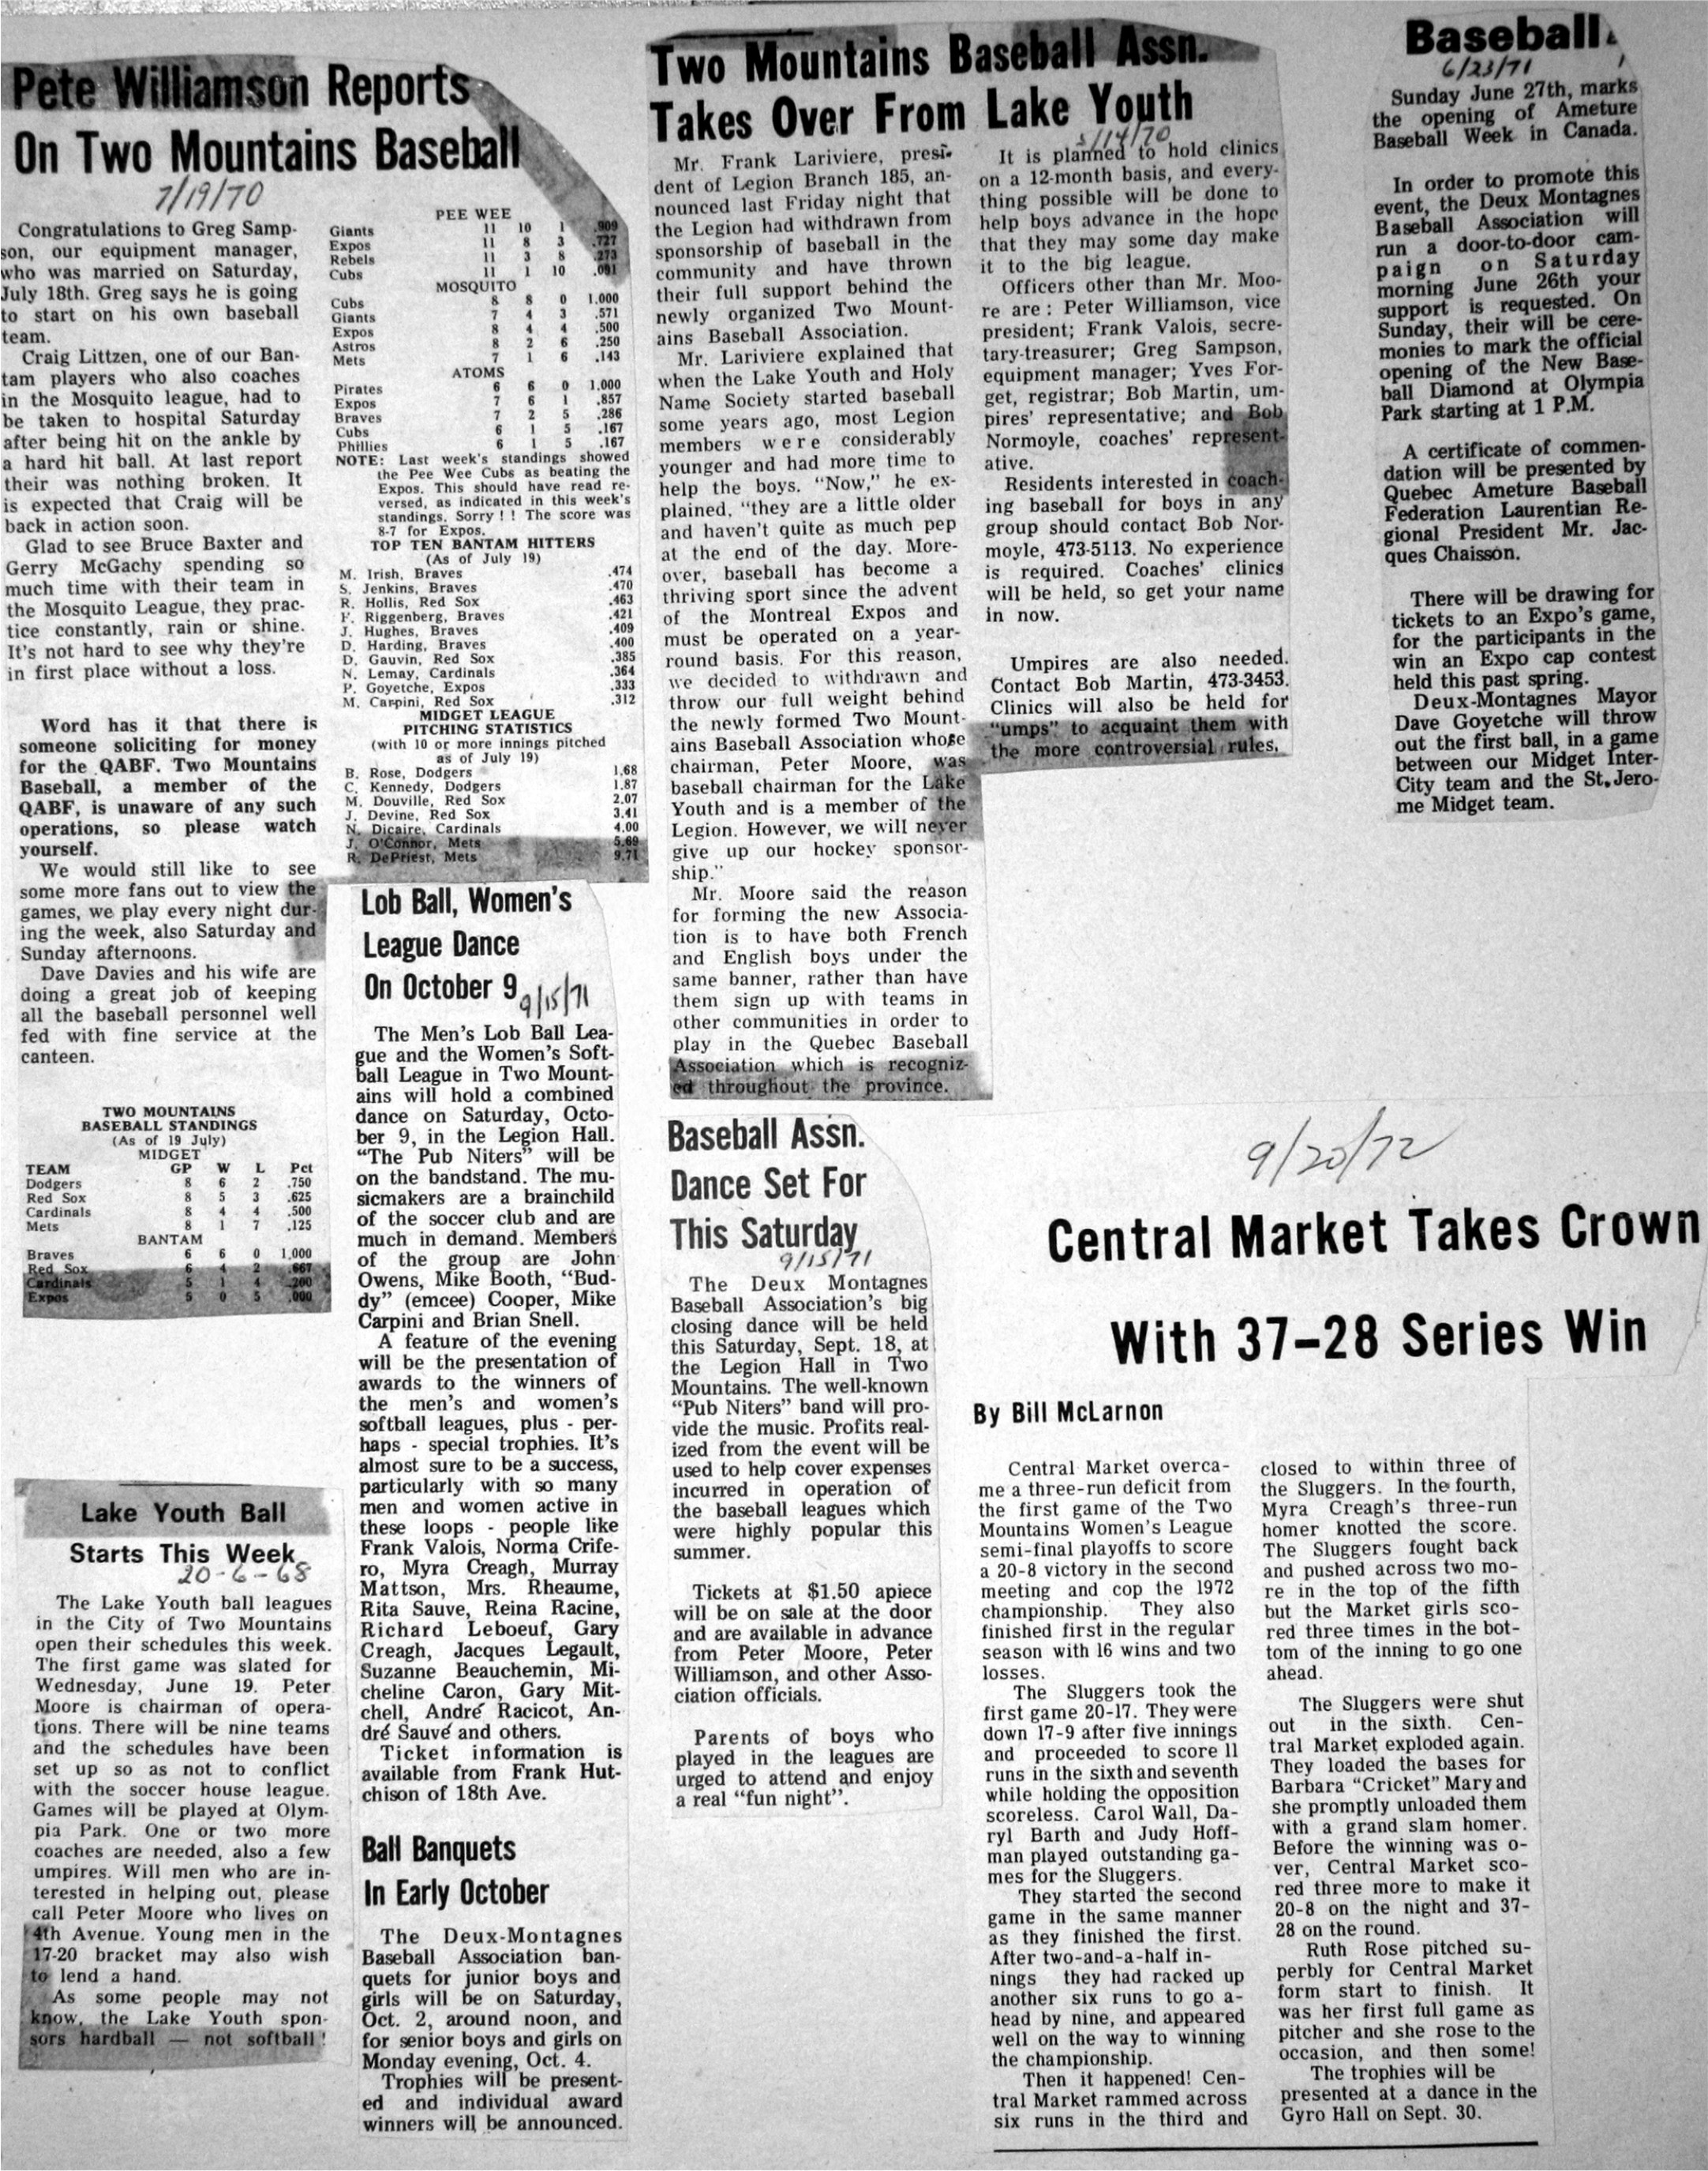 Pete Williamson Reports
On Two Mountains Baseball
7/19/70
Congratulations to Greg Samp-
son, our equipment manager,
who was married on Saturday,
July 18th. Greg says he is going
to start on his own baseball
team.
Craig Littzen, one of our Ban-
tam players who also coaches
in the Mosquito league, had to
be taken to hospital Saturday
after being hit on the ankle by
a hard hit ball. At last report
their was nothing broken. It
is expected that Craig will be
back in action soon.
Glad to see Bruce Baxter and
Gerry McGachy spending so
much time with their team in
the Mosquito League, they prac-
tice constantly, rain or shine.
It's not hard to see why they're
in first place without a loss.
Word has it that there is
someone soliciting for money
for the QABF. Two Mountains
Baseball, a member of the
QABF, is unaware of any such
operations, so please watch
yourself.
We would still like to see
some more fans out to view the
games, we play every night dur-
ing the week, also Saturday and
Sunday afternoons.
Dave Davies and his wife are
doing a great job of keeping
all the baseball personnel well
fed with fine service at the
canteen.
TWO MOUNTAINS
BASEBALL STANDINGS
(As of 19 July)
MIDGET
TEAM GP W L Pct
Dodgers 8 6 2 .750
Red Sox 8 5 3 .625
Cardinals 8 4 4 .500
Mets 8 1 7 .125
BANTAM
Braves 6 6 0 1.000
Red Sox 6 4 2 .667
Cardinals 5 1 4 .200
Expos 5 0 5 .000
PEE WEE
Giants 11 10 1 .909
Expos 11 8 3 .727
Rebels 11 3 8 .273
Cubs 11 1 10 .091
MOSQUITO
Cubs 8 8 0 1.000
Giants 7 4 3 .571
Expos 8 4 4 .500
Astros 8 2 6 .250
Mets 7 1 6 .143
ATOMS
Pirates 6 6 0 1.000
Expos 7 6 1 .857
Braves 7 2 5 .286
Cubs 6 1 5 .167
Phillies 6 1 5 .167
NOTE: Last week's standings showed
the Pee Wee Cubs as beating the
Expos. This should have read re-
versed, as indicated in this week's
standings. Sorry ! ! The score was
8-7 for Expos.
TOP TEN BANTAM HITTERS
(As of July 19)
M. Irish, Braves .474
S. Jenkins, Braves .470
R. Hollis, Red Sox .463
F. Riggenberg, Braves .421
J. Hughes, Braves .409
D. Harding, Braves .400
D. Gauvin, Red Sox .385
N. Lemay, Cardinals .364
P. Goyetche, Expos .333
M. Carpini, Red Sox .312
MIDGET LEAGUE
PITCHING STATISTICS
(with 10 or more innings pitched
as of July 19)
B. Rose, Dodgers 1.68
C. Kennedy, Dodgers 1.87
M. Douville, Red Sox 2.07
J. Devine, Red Sox 3.41
N. Dicaire, Cardinals 4.00
J. O'Connor, Mets 5.69
R. DePriest, Mets 9.71
Lake Youth Ball
Starts This Week
20-6-68
The Lake Youth ball leagues
in the City of Two Mountains
open their schedules this week.
The first game was slated for
Wednesday, June 19. Peter
Moore is chairman of opera-
tions. There will be nine teams
and the schedules have been
set up so as not to conflict
with the soccer house league.
Games will be played at Olym-
pia Park. One or two more
coaches are needed, also a few
umpires. Will men who are in-
terested in helping out, please
call Peter Moore who lives on
4th Avenue. Young men in the
17-20 bracket may also wish
to lend a hand.
As some people may not
know, the Lake Youth spon-
sors hardball — not softball !
Lob Ball, Women's
League Dance
On October 9
9/15/71
The Men's Lob Ball Lea-
gue and the Women's Soft-
ball League in Two Mount-
ains will hold a combined
dance on Saturday, Octo-
ber 9, in the Legion Hall.
"The Pub Niters" will be
on the bandstand. The mu-
sicmakers are a brainchild
of the soccer club and are
much in demand. Members
of the group are John
Owens, Mike Booth, "Bud-
dy" (emcee) Cooper, Mike
Carpini and Brian Snell.
A feature of the evening
will be the presentation of
awards to the winners of
the men's and women's
softball leagues, plus - per-
haps - special trophies. It's
almost sure to be a success,
particularly with so many
men and women active in
these loops - people like
Frank Valois, Norma Crife-
ro, Myra Creagh, Murray
Mattson, Mrs. Rheaume,
Rita Sauve, Reina Racine,
Richard Leboeuf, Gary
Creagh, Jacques Legault,
Suzanne Beauchemin, Mi-
cheline Caron, Gary Mit-
chell, André Racicot, An-
dré Sauvé and others.
Ticket information is
available from Frank Hut-
chison of 18th Ave.
Ball Banquets
In Early October
The Deux-Montagnes
Baseball Association ban-
quets for junior boys and
girls will be on Saturday,
Oct. 2, around noon, and
for senior boys and girls on
Monday evening, Oct. 4.
Trophies will be present-
ed and individual award
winners will be announced.
Two Mountains Baseball Assn.
Takes Over From Lake Youth
5/14/70
Mr. Frank Lariviere, presi-
dent of Legion Branch 185, an-
nounced last Friday night that
the Legion had withdrawn from
sponsorship of baseball in the
community and have thrown
their full support behind the
newly organized Two Mount-
ains Baseball Association.
Mr. Lariviere explained that
when the Lake Youth and Holy
Name Society started baseball
some years ago, most Legion
members were considerably
younger and had more time to
help the boys. "Now," he ex-
plained, "they are a little older
and haven't quite as much pep
at the end of the day. More-
over, baseball has become a
thriving sport since the advent
of the Montreal Expos and
must be operated on a year-
round basis. For this reason,
we decided to withdrawn and
throw our full weight behind
the newly formed Two Mount-
ains Baseball Association whose
chairman, Peter Moore, was
baseball chairman for the Lake
Youth and is a member of the
Legion. However, we will never
give up our hockey sponsor-
ship."
Mr. Moore said the reason
for forming the new Associa-
tion is to have both French
and English boys under the
same banner, rather than have
them sign up with teams in
other communities in order to
play in the Quebec Baseball
Association which is recogniz-
ed throughout the province.
It is planned to hold clinics
on a 12-month basis, and every-
thing possible will be done to
help boys advance in the hope
that they may some day make
it to the big league.
Officers other than Mr. Moo-
re are : Peter Williamson, vice
president; Frank Valois, secre-
tary-treasurer; Greg Sampson,
equipment manager; Yves For-
get, registrar; Bob Martin, um-
pires' representative; and Bob
Normoyle, coaches' represent-
ative.
Residents interested in coach-
ing baseball for boys in any
group should contact Bob Nor-
moyle, 473-5113. No experience
is required. Coaches' clinics
will be held, so get your name
in now.
Umpires are also needed.
Contact Bob Martin, 473-3453.
Clinics will also be held for
"umps" to acquaint them with
the more controversial rules.
Baseball Assn.
Dance Set For
This Saturday
9/15/71
The Deux Montagnes
Baseball Association's big
closing dance will be held
this Saturday, Sept. 18, at
the Legion Hall in Two
Mountains. The well-known
"Pub Niters" band will pro-
vide the music. Profits real-
ized from the event will be
used to help cover expenses
incurred in operation of
the baseball leagues which
were highly popular this
summer.
Tickets at $1.50 apiece
will be on sale at the door
and are available in advance
from Peter Moore, Peter
Williamson, and other Asso-
ciation officials.
Parents of boys who
played in the leagues are
urged to attend and enjoy
a real "fun night".
Baseball
6/23/71
Sunday June 27th, marks
the opening of Ameture
Baseball Week in Canada.
In order to promote this
event, the Deux Montagnes
Baseball Association will
run a door-to-door cam-
paign on Saturday
morning June 26th your
support is requested. On
Sunday, their will be cere-
monies to mark the official
opening of the New Base-
ball Diamond at Olympia
Park starting at 1 P.M.
A certificate of commen-
dation will be presented by
Quebec Ameture Baseball
Federation Laurentian Re-
gional President Mr. Jac-
ques Chaisson.
There will be drawing for
tickets to an Expo's game,
for the participants in the
win an Expo cap contest
held this past spring.
Deux-Montagnes Mayor
Dave Goyetche will throw
out the first ball, in a game
between our Midget Inter-
City team and the St. Jero-
me Midget team.
9/20/72
Central Market Takes Crown
With 37-28 Series Win
By Bill McLarnon
Central Market overca-
me a three-run deficit from
the first game of the Two
Mountains Women's League
semi-final playoffs to score
a 20-8 victory in the second
meeting and cop the 1972
championship. They also
finished first in the regular
season with 16 wins and two
losses.
The Sluggers took the
first game 20-17. They were
down 17-9 after five innings
and proceeded to score 11
runs in the sixth and seventh
while holding the opposition
scoreless. Carol Wall, Da-
ryl Barth and Judy Hoff-
man played outstanding ga-
mes for the Sluggers.
They started the second
game in the same manner
as they finished the first.
After two-and-a-half in-
nings they had racked up
another six runs to go a-
head by nine, and appeared
well on the way to winning
the championship.
Then it happened! Cen-
tral Market rammed across
six runs in the third and
closed to within three of
the Sluggers. In the fourth,
Myra Creagh's three-run
homer knotted the score.
The Sluggers fought back
and pushed across two mo-
re in the top of the fifth
but the Market girls sco-
red three times in the bot-
tom of the inning to go one
ahead.
The Sluggers were shut
out in the sixth. Cen-
tral Market exploded again.
They loaded the bases for
Barbara "Cricket" Mary and
she promptly unloaded them
with a grand slam homer.
Before the winning was o-
ver, Central Market sco-
red three more to make it
20-8 on the night and 37-
28 on the round.
Ruth Rose pitched su-
perbly for Central Market
form start to finish. It
was her first full game as
pitcher and she rose to the
occasion, and then some!
The trophies will be
presented at a dance in the
Gyro Hall on Sept. 30.